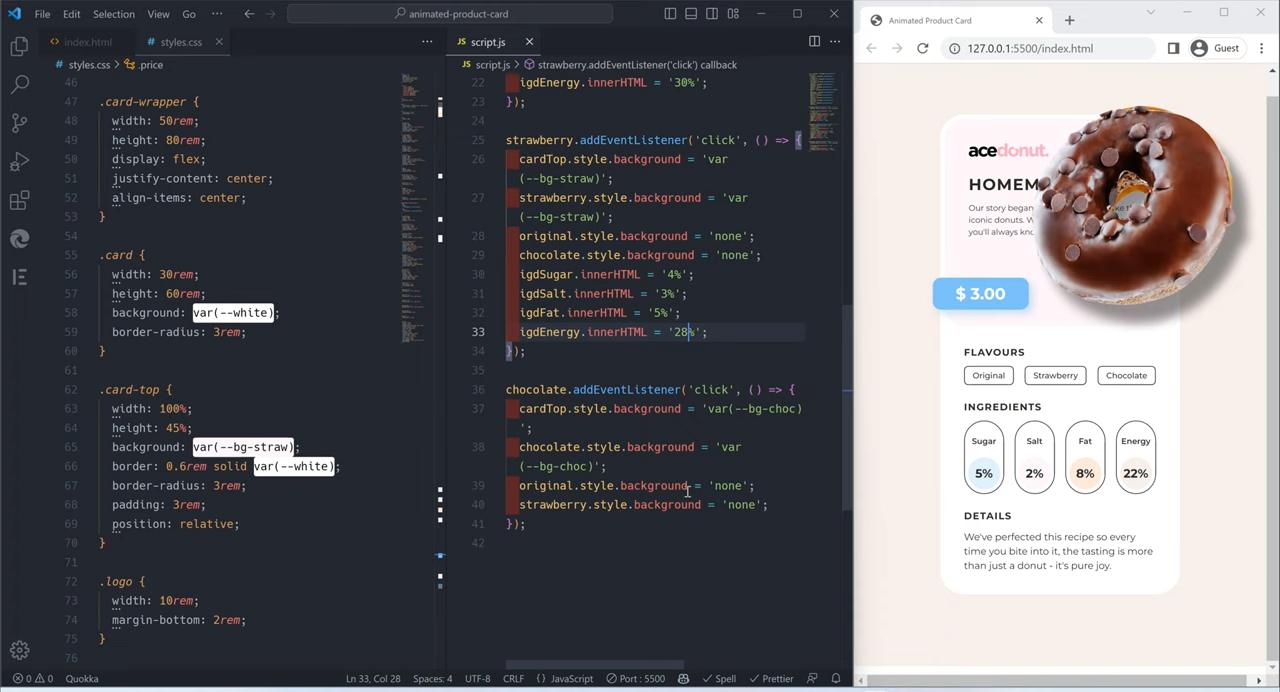 File Edit Selection View Go ··· animated-product-card
index.html styles.css ···
styles.css > .price
46
47 .card-wrapper {
48 width: 50rem;
49 height: 80rem;
50 display: flex;
51 justify-content: center;
52 align-items: center;
53 }
54
55 .card {
56 width: 30rem;
57 height: 60rem;
58 background: var(--white);
59 border-radius: 3rem;
60 }
61
62 .card-top {
63 width: 100%;
64 height: 45%;
65 background: var(--bg-straw);
66 border: 0.6rem solid var(--white);
67 border-radius: 3rem;
68 padding: 3rem;
69 position: relative;
70 }
71
72 .logo {
73 width: 10rem;
74 margin-bottom: 2rem;
75 }
76
JS script.js ···
JS script.js > strawberry.addEventListener('click') callback
22 igdEnergy.innerHTML = '30%';
23 });
24
25 strawberry.addEventListener('click', () => {
26 cardTop.style.background = 'var
(--bg-straw)';
27 strawberry.style.background = 'var
(--bg-straw)';
28 original.style.background = 'none';
29 chocolate.style.background = 'none';
30 igdSugar.innerHTML = '4%';
31 igdSalt.innerHTML = '3%';
32 igdFat.innerHTML = '5%';
33 igdEnergy.innerHTML = '28%';
34 });
35
36 chocolate.addEventListener('click', () => {
37 cardTop.style.background = 'var(--bg-choc)
';
38 chocolate.style.background = 'var
(--bg-choc)';
39 original.style.background = 'none';
40 strawberry.style.background = 'none';
41 });
42
0 0 Quokka Ln 33, Col 28 Spaces: 4 UTF-8 CRLF {} JavaScript Port : 5500 Spell Prettier
Animated Product Card
127.0.0.1:5500/index.html Guest
acedonut.
HOMEM
Our story began
iconic donuts. W
you'll always kno
$ 3.00
FLAVOURS
Original Strawberry Chocolate
INGREDIENTS
Sugar Salt Fat Energy
5% 2% 8% 22%
DETAILS
We've perfected this recipe so every
time you bite into it, the tasting is more
than just a donut - it's pure joy.